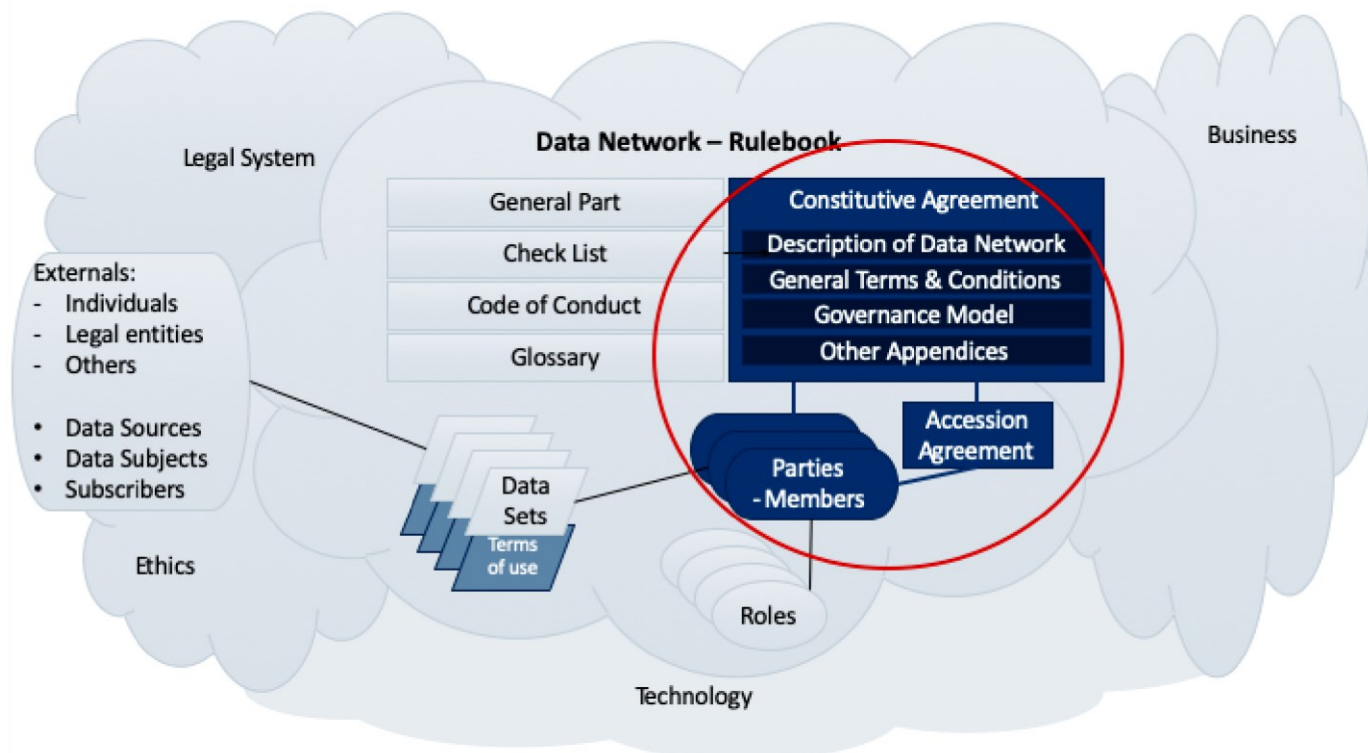 Data Network – Rulebook
Legal System
Business
General Part
Check List
Code of Conduct
Glossary
Constitutive Agreement
Description of Data Network
General Terms & Conditions
Governance Model
Other Appendices
Externals:
- Individuals
- Legal entities
- Others
• Data Sources
• Data Subjects
• Subscribers
Data
Sets
Terms
of use
Parties
- Members
Accession
Agreement
Roles
Ethics
Technology